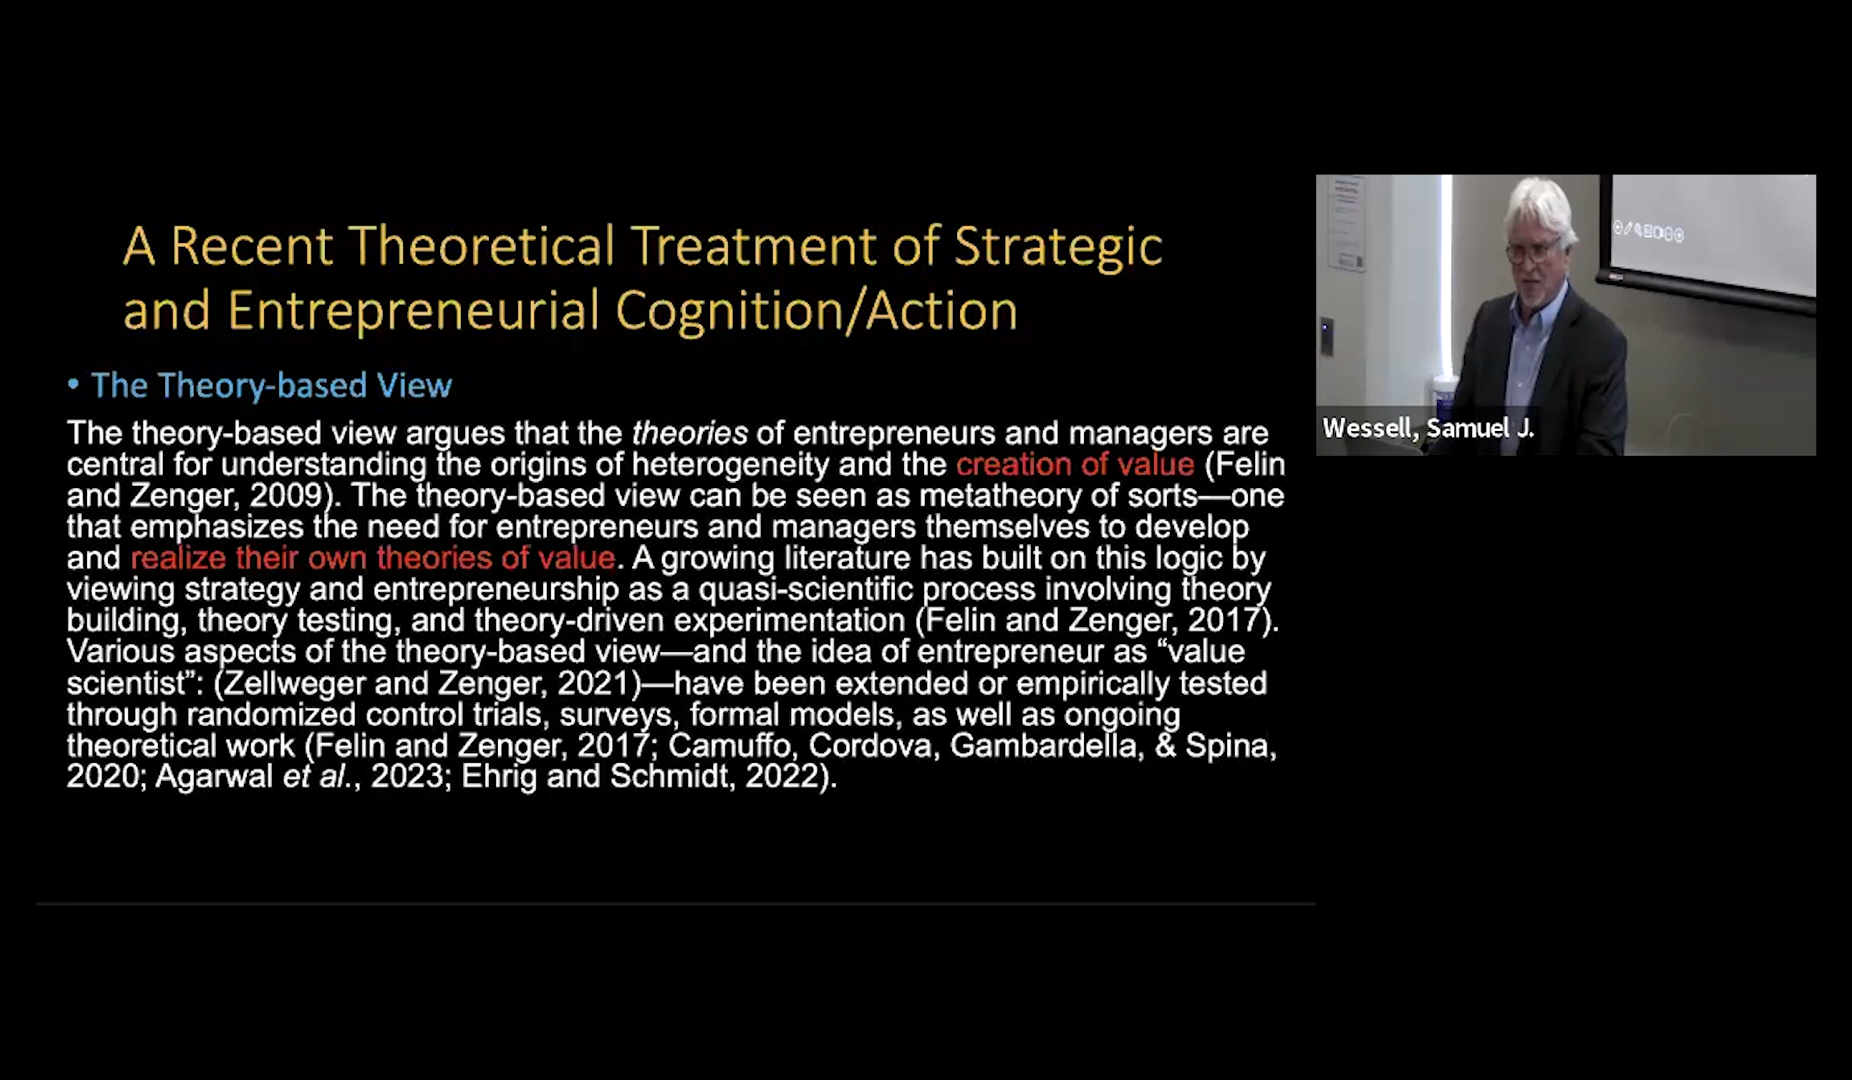 A Recent Theoretical Treatment of Strategic
and Entrepreneurial Cognition/Action
• The Theory-based View
The theory-based view argues that the theories of entrepreneurs and managers are
central for understanding the origins of heterogeneity and the creation of value (Felin
and Zenger, 2009). The theory-based view can be seen as metatheory of sorts—one
that emphasizes the need for entrepreneurs and managers themselves to develop
and realize their own theories of value. A growing literature has built on this logic by
viewing strategy and entrepreneurship as a quasi-scientific process involving theory
building, theory testing, and theory-driven experimentation (Felin and Zenger, 2017).
Various aspects of the theory-based view—and the idea of entrepreneur as “value
scientist”: (Zellweger and Zenger, 2021)—have been extended or empirically tested
through randomized control trials, surveys, formal models, as well as ongoing
theoretical work (Felin and Zenger, 2017; Camuffo, Cordova, Gambardella, & Spina,
2020; Agarwal et al., 2023; Ehrig and Schmidt, 2022).
Wessell, Samuel J.